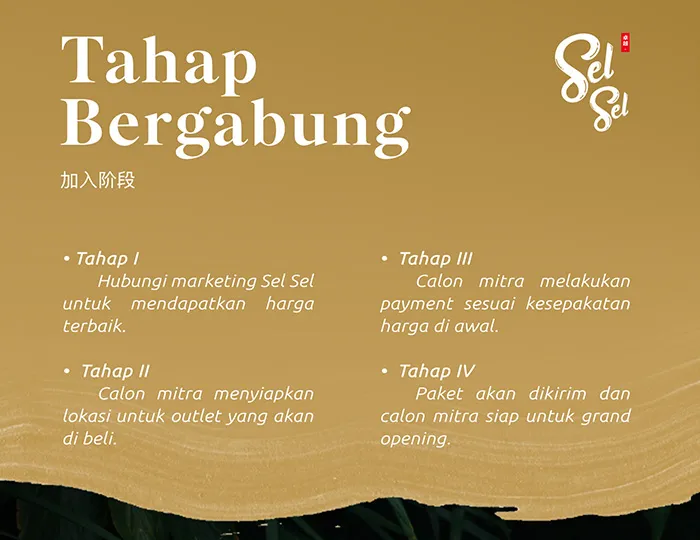 Tahap
Bergabung
加入阶段
Sel
Sel
• Tahap I
Hubungi marketing Sel Sel
untuk mendapatkan harga
terbaik.
• Tahap II
Calon mitra menyiapkan
lokasi untuk outlet yang akan
di beli.
• Tahap III
Calon mitra melakukan
payment sesuai kesepakatan
harga di awal.
• Tahap IV
Paket akan dikirim dan
calon mitra siap untuk grand
opening.